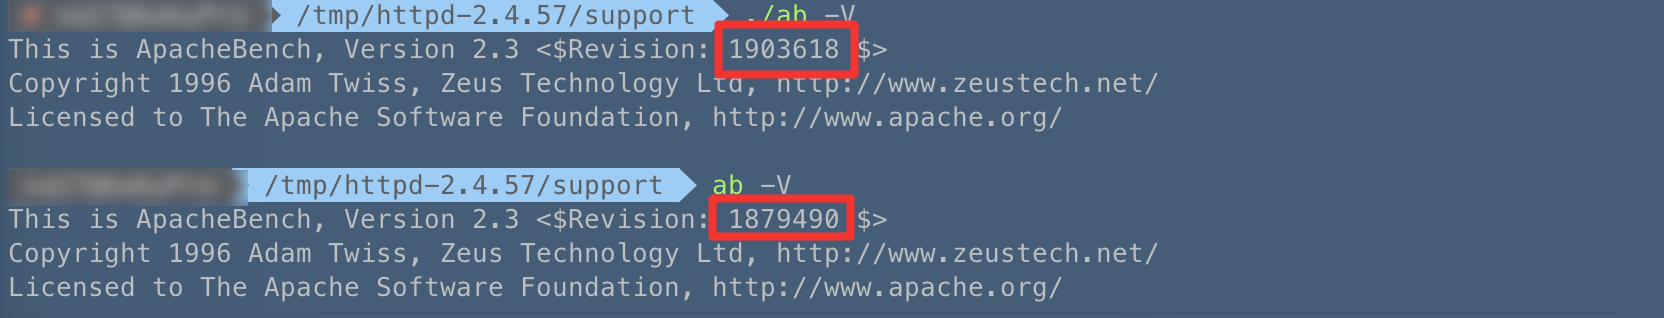 /tmp/httpd-2.4.57/support ./ab -V
This is ApacheBench, Version 2.3 <$Revision: 1903618 $>
Copyright 1996 Adam Twiss, Zeus Technology Ltd, http://www.zeustech.net/
Licensed to The Apache Software Foundation, http://www.apache.org/
/tmp/httpd-2.4.57/support ab -V
This is ApacheBench, Version 2.3 <$Revision: 1879490 $>
Copyright 1996 Adam Twiss, Zeus Technology Ltd, http://www.zeustech.net/
Licensed to The Apache Software Foundation, http://www.apache.org/